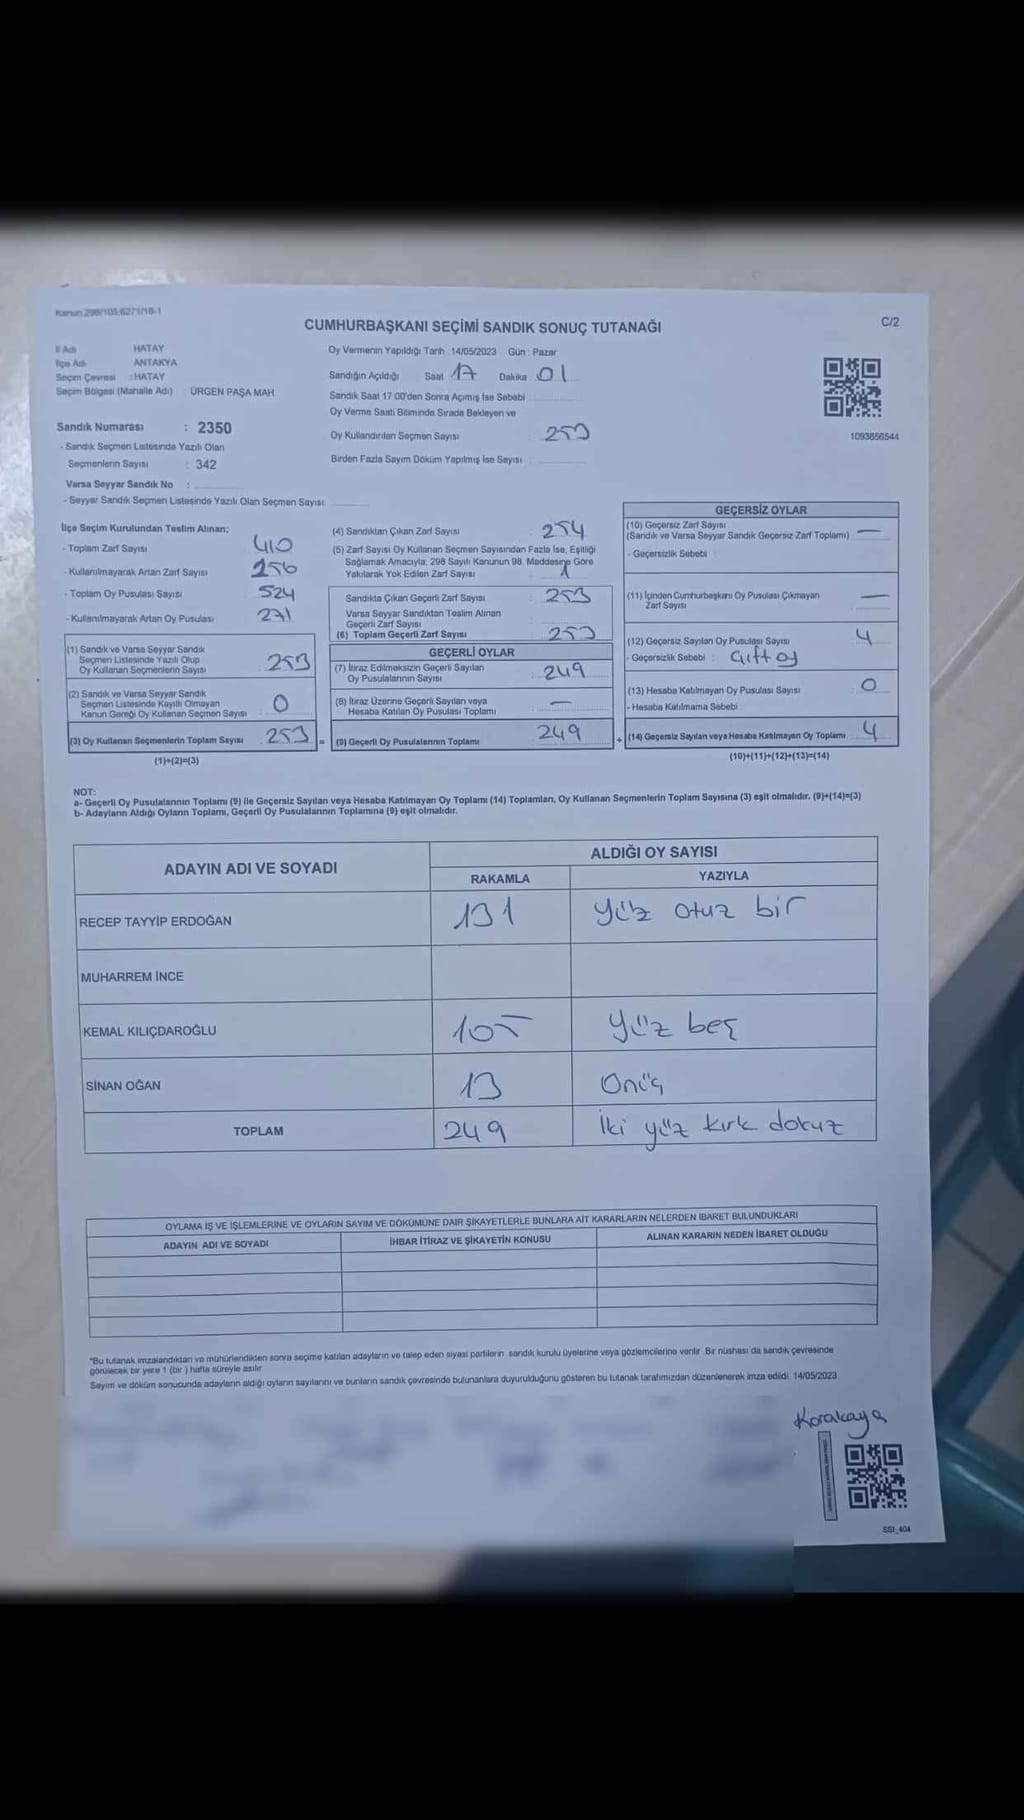 Kanun 298/105;6271/18-1
CUMHURBAŞKANI SEÇİMİ SANDIK SONUÇ TUTANAĞI
C/2
İl Adı HATAY
İlçe Adı ANTAKYA
Seçim Çevresi : HATAY
Seçim Bölgesi (Mahalle Adı) : ÜRGEN PAŞA MAH
Sandık Numarası : 2350
- Sandık Seçmen Listesinde Yazılı Olan
Seçmenlerin Sayısı : 342
Varsa Seyyar Sandık No :
- Seyyar Sandık Seçmen Listesinde Yazılı Olan Seçmen Sayısı
Oy Vermenin Yapıldığı Tarih : 14/05/2023 Gün : Pazar
Sandığın Açıldığı Saat 17 Dakika 01
Sandık Saat 17.00'den Sonra Açımış İse Sebebi
Oy Verme Saati Bitiminde Sırada Bekleyen ve
Oy Kullandırılan Seçmen Sayısı 253
Birden Fazla Sayım Döküm Yapılmış İse Sayısı :
1093656544
İlçe Seçim Kurulundan Teslim Alınan;
- Toplam Zarf Sayısı 410
- Kullanılmayarak Artan Zarf Sayısı 156
- Toplam Oy Pusulası Sayısı 524
- Kullanılmayarak Artan Oy Pusulası 271
(1) Sandık ve Varsa Seyyar Sandık
Seçmen Listesinde Yazılı Olup
Oy Kullanan Seçmenlerin Sayısı 253
(2) Sandık ve Varsa Seyyar Sandık
Seçmen Listesinde Kayıtlı Olmayan
Kanun Gereği Oy Kullanan Seçmen Sayısı 0
(3) Oy Kullanan Seçmenlerin Toplam Sayısı 253 =
(1)+(2)=(3)
(4) Sandıktan Çıkan Zarf Sayısı 254
(5) Zarf Sayısı Oy Kullanan Seçmen Sayısından Fazla İse, Eşitliği
Sağlamak Amacıyla; 298 Sayılı Kanunun 98. Maddesine Göre
Yakılarak Yok Edilen Zarf Sayısı 1
Sandıkta Çıkan Geçerli Zarf Sayısı 253
Varsa Seyyar Sandıktan Teslim Alınan
Geçerli Zarf Sayısı
(6) Toplam Geçerli Zarf Sayısı 253
GEÇERLİ OYLAR
(7) İtiraz Edilmeksizin Geçerli Sayılan
Oy Pusulalarının Sayısı 249
(8) İtiraz Üzerine Geçerli Sayılan veya
Hesaba Katılan Oy Pusulası Toplamı —
(9) Geçerli Oy Pusulalarının Toplamı 249 +
GEÇERSİZ OYLAR
(10) Geçersiz Zarf Sayısı
(Sandık ve Varsa Seyyar Sandık Geçersiz Zarf Toplamı) —
- Geçersizlik Sebebi :
(11) İçinden Cumhurbaşkanı Oy Pusulası Çıkmayan
Zarf Sayısı —
(12) Geçersiz Sayılan Oy Pusulası Sayısı 4
- Geçersizlik Sebebi : Çift oy
(13) Hesaba Katılmayan Oy Pusulası Sayısı 0
- Hesaba Katılmama Sebebi
(14) Geçersiz Sayılan veya Hesaba Katılmayan Oy Toplamı 4
(10)+(11)+(12)+(13)=(14)
NOT:
a- Geçerli Oy Pusulalarının Toplamı (9) ile Geçersiz Sayılan veya Hesaba Katılmayan Oy Toplamı (14) Toplamları, Oy Kullanan Seçmenlerin Toplam Sayısına (3) eşit olmalıdır. (9)+(14)=(3)
b- Adayların Aldığı Oyların Toplamı, Geçerli Oy Pusulalarının Toplamına (9) eşit olmalıdır.
ADAYIN ADI VE SOYADI
ALDIĞI OY SAYISI
RAKAMLA YAZIYLA
RECEP TAYYİP ERDOĞAN 131 Yüz otuz bir
MUHARREM İNCE
KEMAL KILIÇDAROĞLU 105 Yüz beş
SİNAN OĞAN 13 Onüç
TOPLAM 249 İki yüz kırk dokuz
OYLAMA İŞ VE İŞLEMLERİNE VE OYLARIN SAYIM VE DÖKÜMÜNE DAİR ŞİKAYETLERLE BUNLARA AİT KARARLARIN NELERDEN İBARET BULUNDUKLARI
ADAYIN ADI VE SOYADI İHBAR İTİRAZ VE ŞİKAYETİN KONUSU ALINAN KARARIN NEDEN İBARET OLDUĞU
*Bu tutanak imzalandıktan ve mühürlendikten sonra seçime katılan adayların ve talep eden siyasi partilerin sandık kurulu üyelerine veya gözlemcilerine verilir. Bir nüshası da sandık çevresinde
görülecek bir yere 1 (bir) hafta süreyle asılır.
Sayım ve döküm sonucunda adayların aldığı oyların sayılarını ve bunların sandık çevresinde bulunanlara duyurulduğunu gösteren bu tutanak tarafımızdan düzenlenerek imza edildi. 14/05/2023
Karakaya
SSI_404